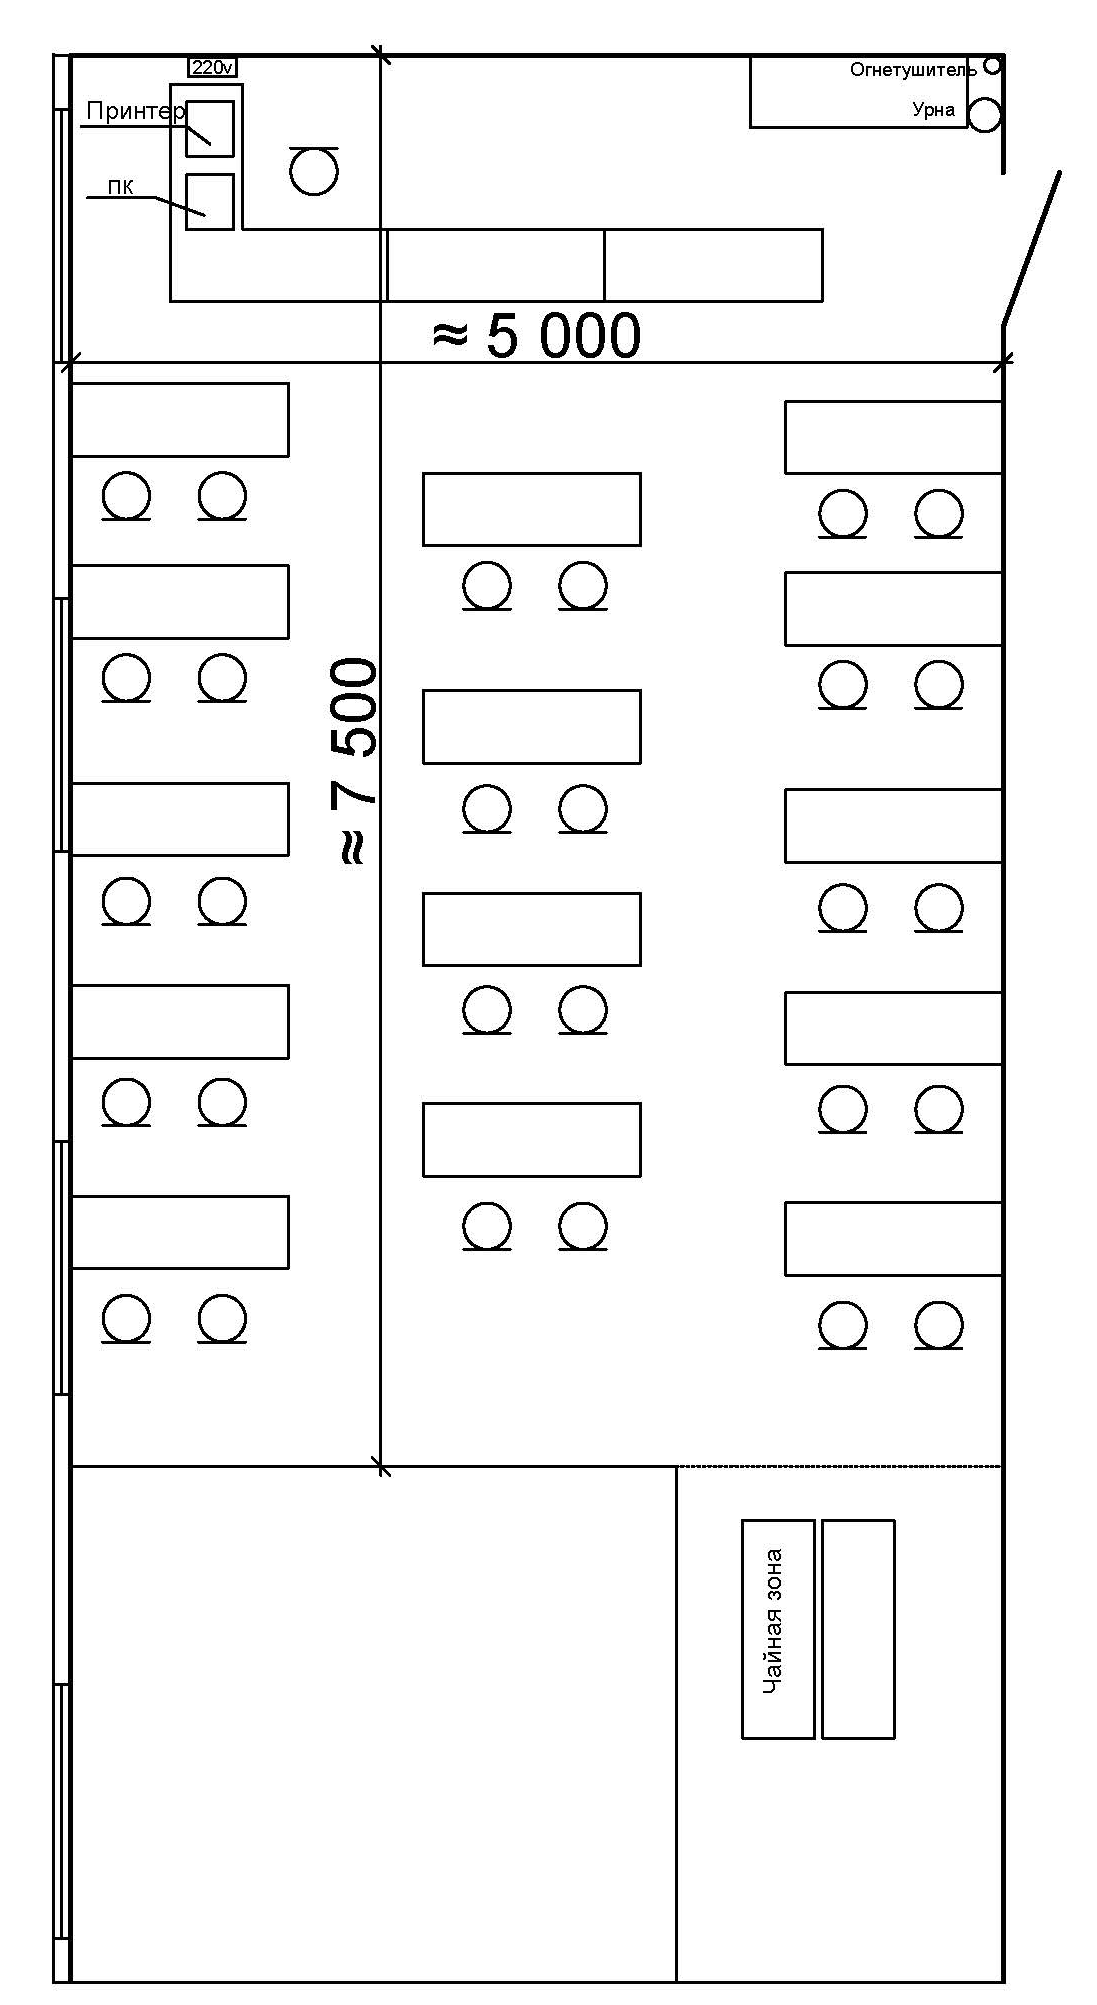 220v
Огнетушитель
Принтер
Урна
ПК
≈ 5 000
≈ 7 500
Чайная зона